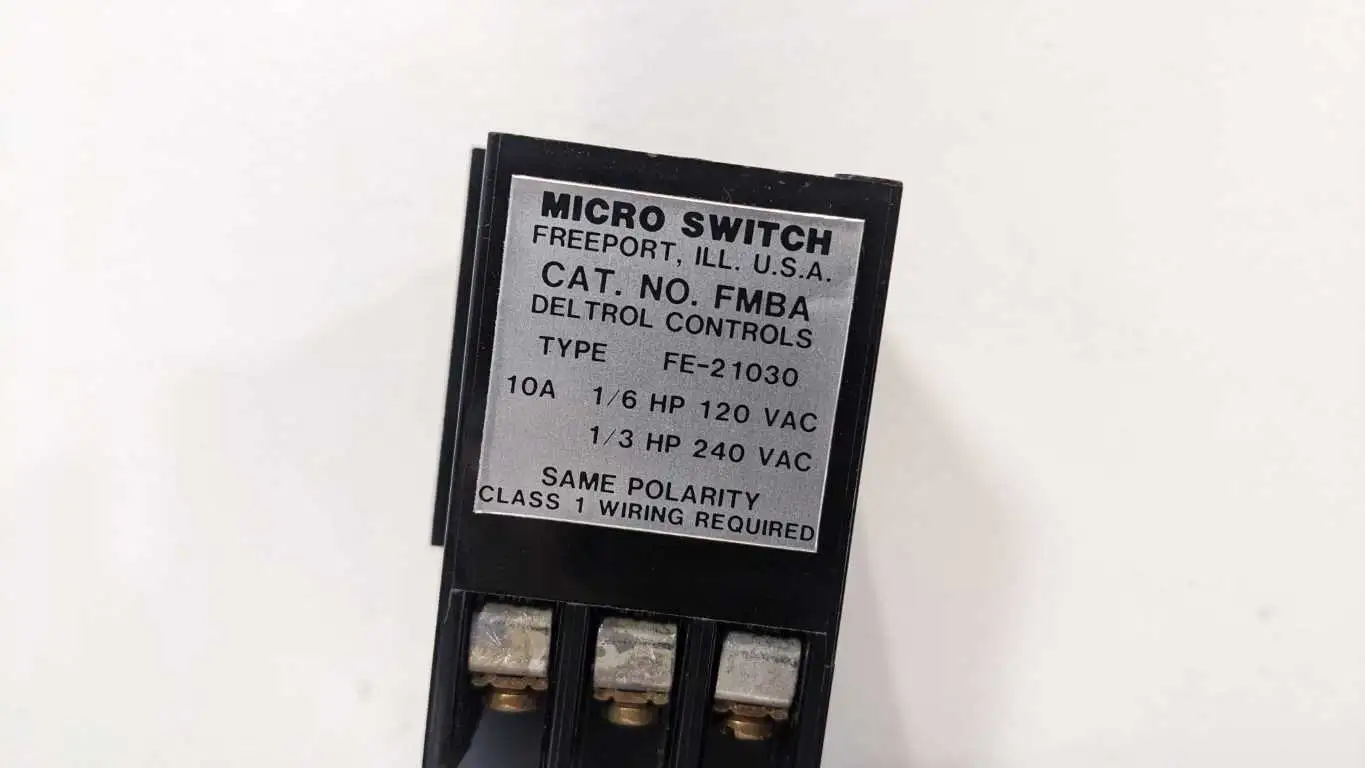 MICRO SWITCH
FREEPORT, ILL. U.S.A.
CAT. NO. FMBA
DELTROL CONTROLS
TYPE FE-21030
10A 1/6 HP 120 VAC
1/3 HP 240 VAC
SAME POLARITY
CLASS 1 WIRING REQUIRED